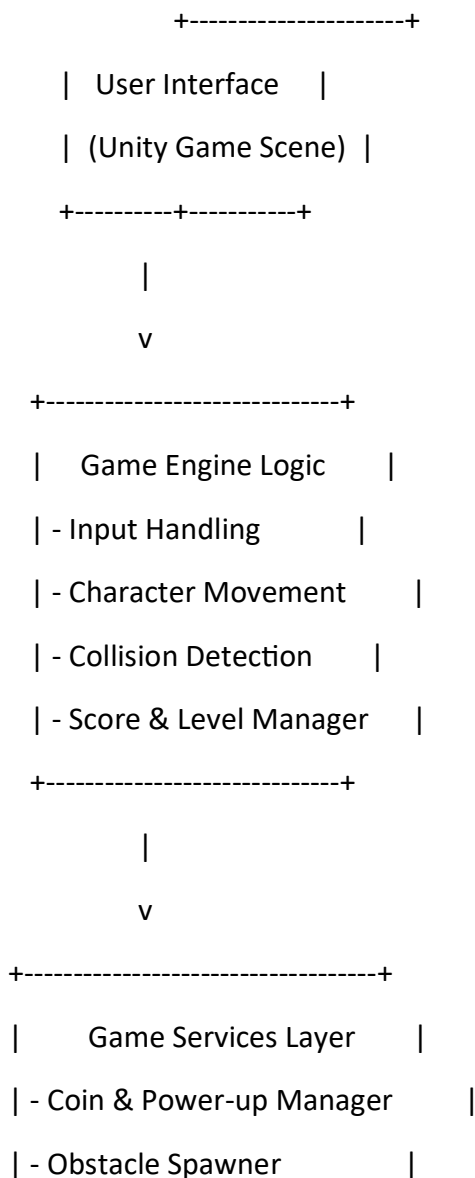 +----------------------+
|   User Interface     |
|  (Unity Game Scene)  |
+----------+-----------+
|
v
+------------------------------+
|     Game Engine Logic        |
| - Input Handling             |
| - Character Movement         |
| - Collision Detection        |
| - Score & Level Manager      |
+------------------------------+
|
v
+------------------------------------+
|        Game Services Layer        |
| - Coin & Power-up Manager          |
| - Obstacle Spawner                |